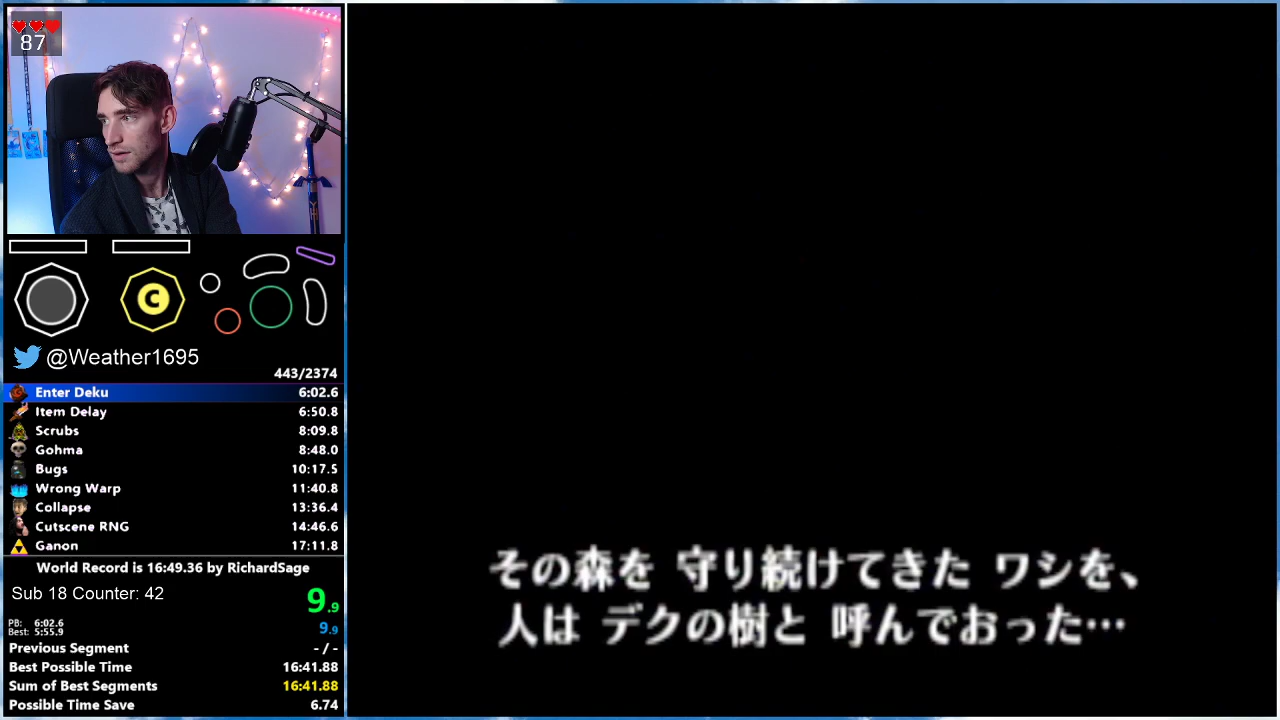 87
C
@Weather1695
443/2374
Enter Deku 6:02.6
Item Delay 6:50.8
Scrubs 8:09.8
Gohma 8:48.0
Bugs 10:17.5
Wrong Warp 11:40.8
Collapse 13:36.4
Cutscene RNG 14:46.6
Ganon 17:11.8
World Record is 16:49.36 by RichardSage
Sub 18 Counter: 42
9.9
PB: 6:02.6
Best: 5:55.9
9.9
Previous Segment - / -
Best Possible Time 16:41.88
Sum of Best Segments 16:41.88
Possible Time Save 6.74
その森を 守り続けてきた ワシを、
人は デクの樹と 呼んでおった…